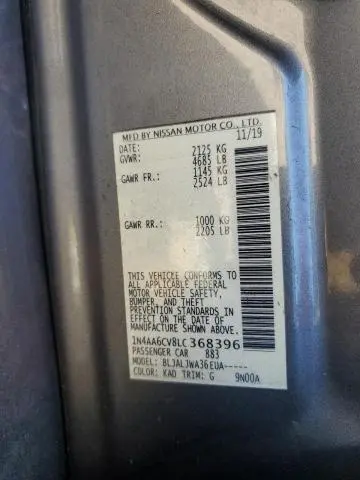 MFD BY NISSAN MOTOR CO., LTD.
DATE: 11/19
GVWR: 2125 KG
4685 LB
GAWR FR.: 1145 KG
2524 LB
GAWR RR.: 1000 KG
2205 LB
THIS VEHICLE CONFORMS TO
ALL APPLICABLE FEDERAL
MOTOR VEHICLE SAFETY,
BUMPER, AND THEFT
PREVENTION STANDARDS IN
EFFECT ON THE DATE OF
MANUFACTURE SHOWN ABOVE.
1N4AA6CV8LC368396
PASSENGER CAR 883
MODEL: BLJALJWA36EUA-----
COLOR: KAD TRIM: G 9N00A